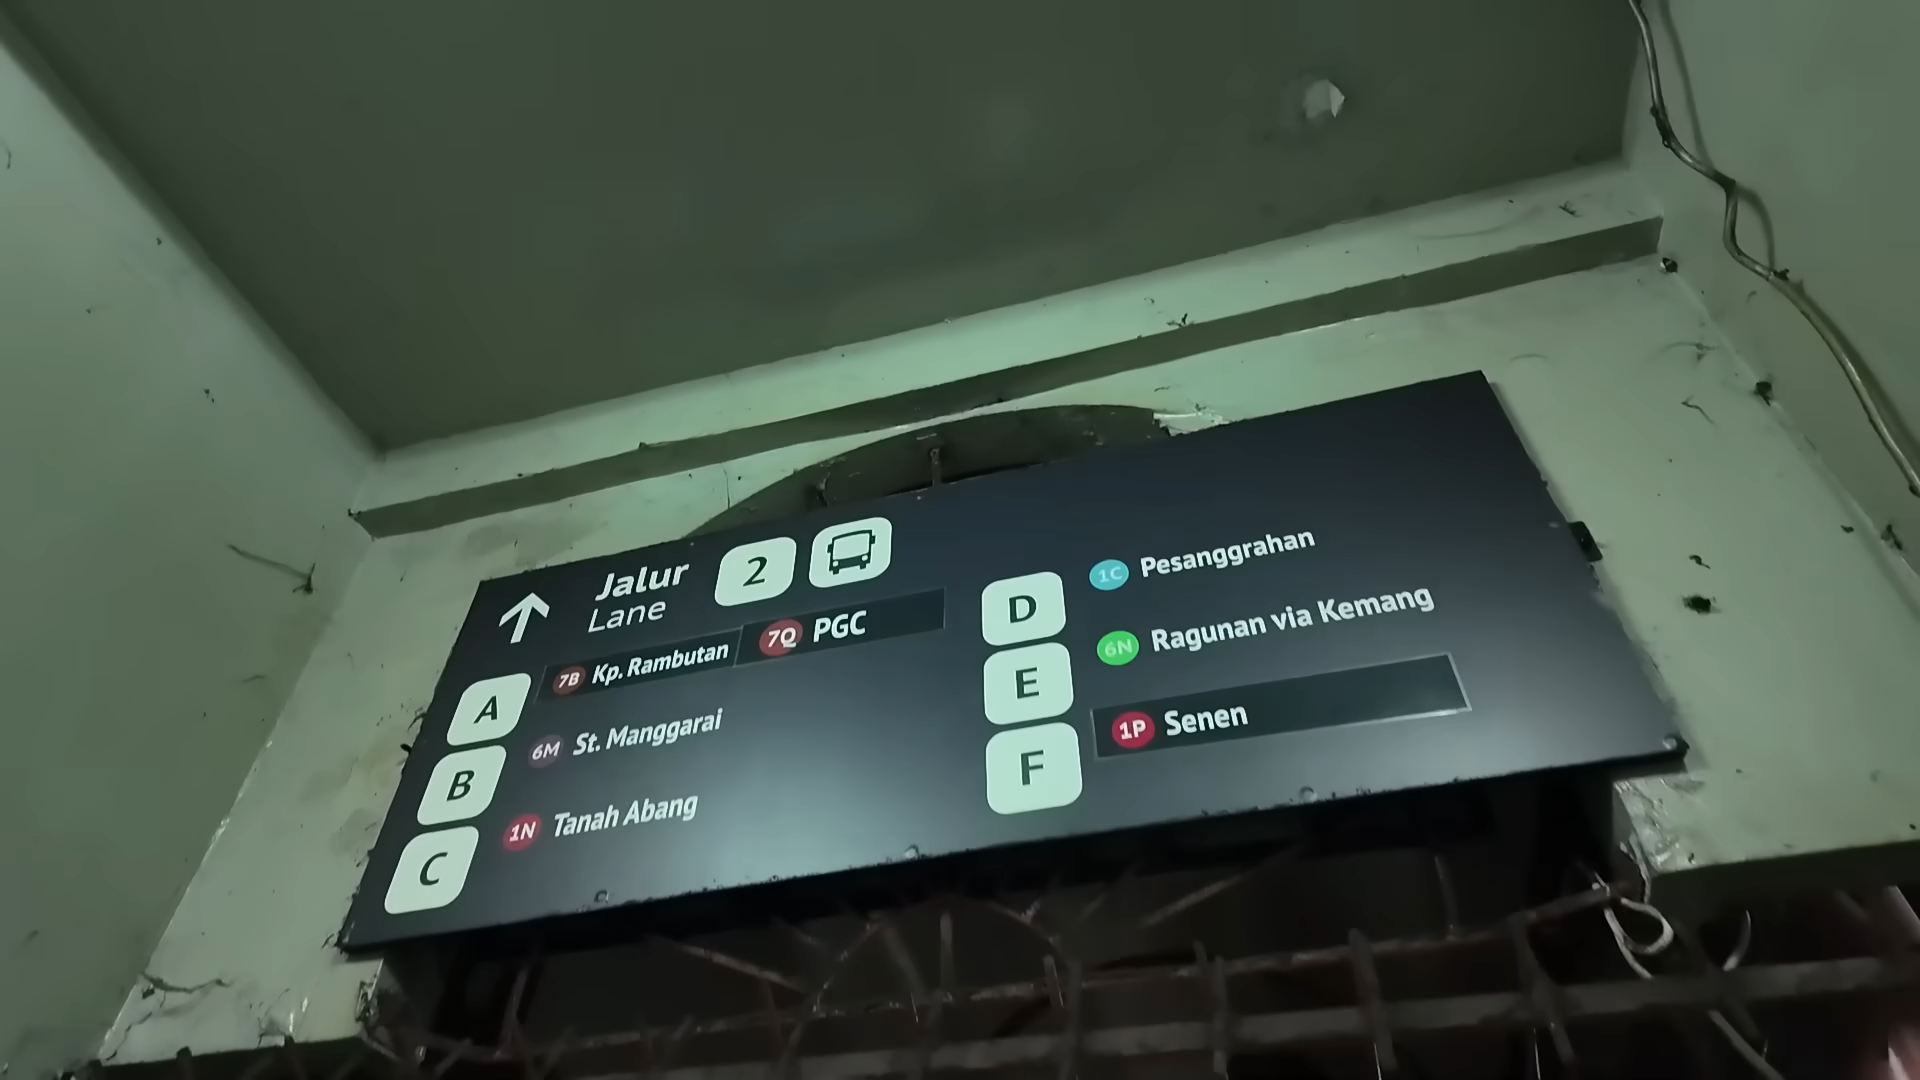 Jalur 2
Lane
A 7B Kp. Rambutan 7Q PGC
B 6M St. Manggarai
C 1N Tanah Abang
D 1C Pesanggrahan
E 6N Ragunan via Kemang
F 1P Senen